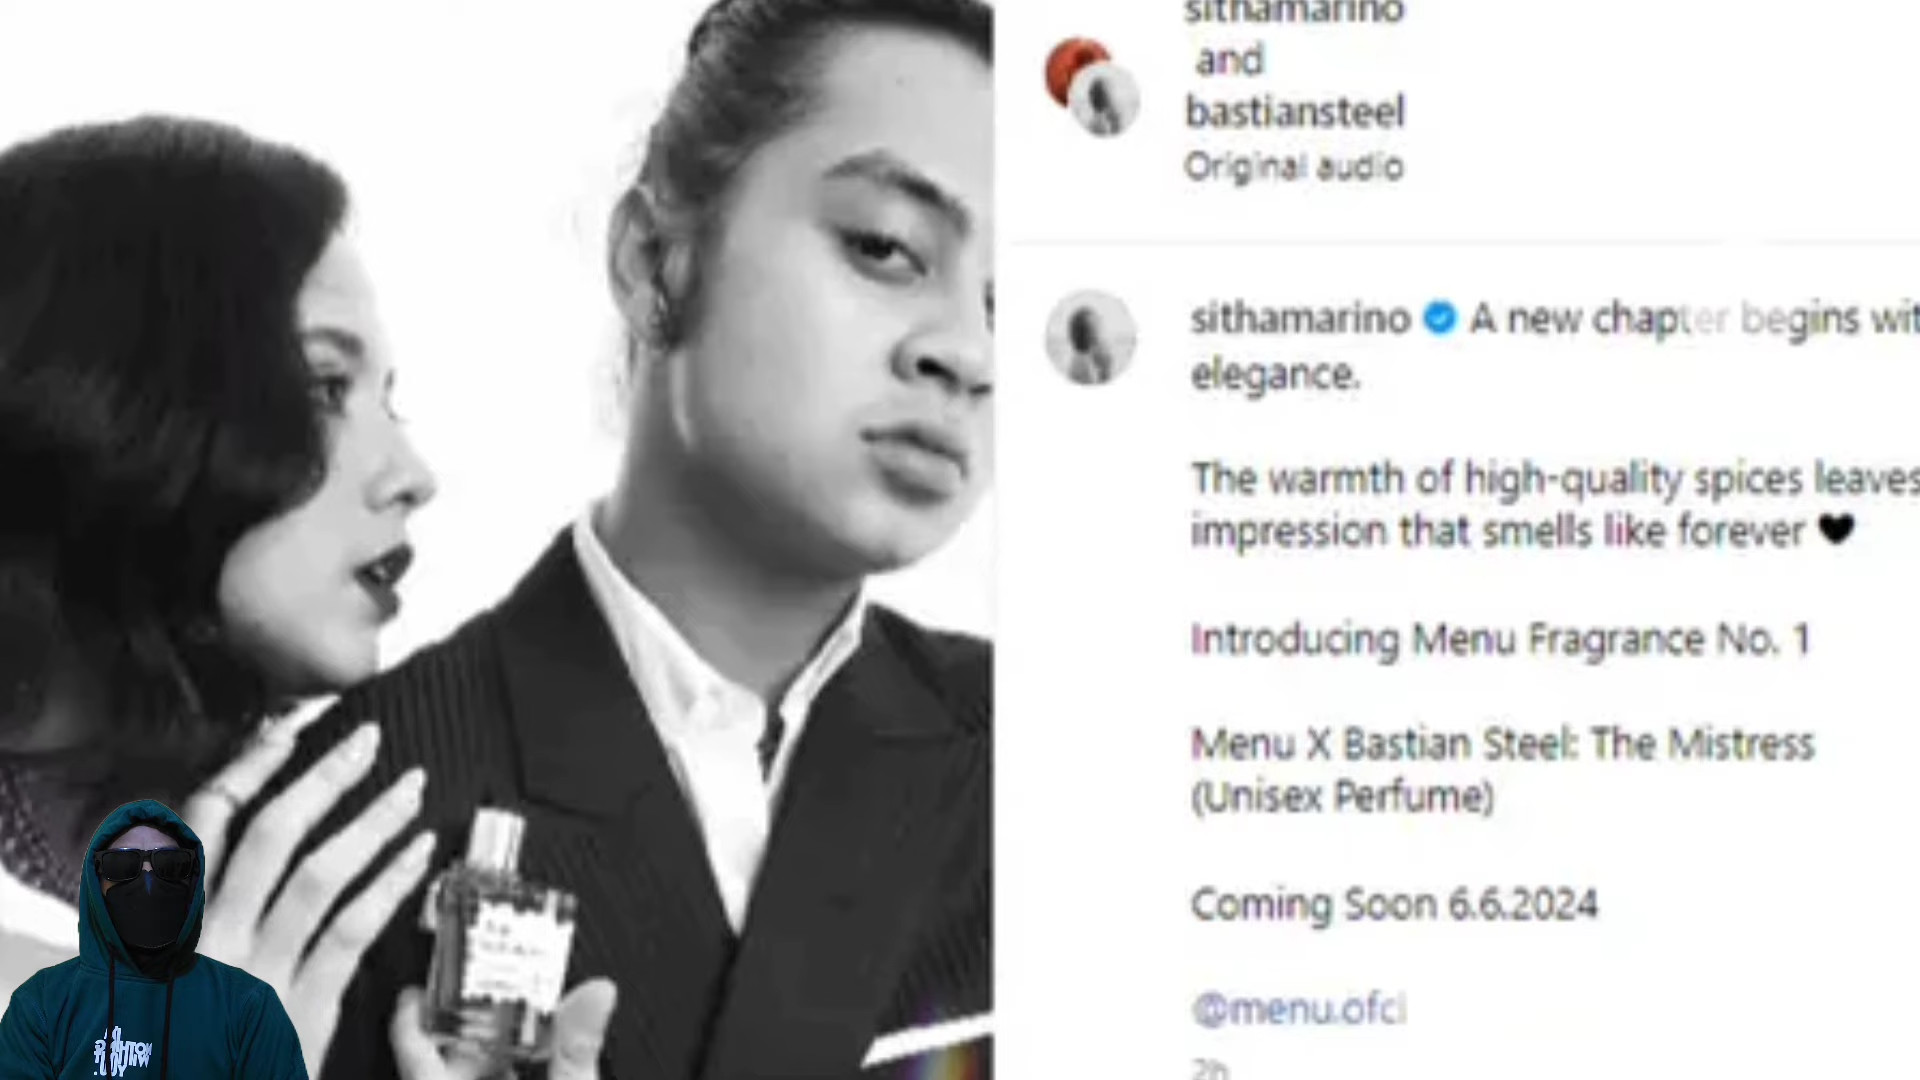 sithamarino
and
bastiansteel
Original audio
sithamarino A new chapter begins wit
elegance.
The warmth of high-quality spices leaves
impression that smells like forever
Introducing Menu Fragrance No. 1
Menu X Bastian Steel: The Mistress
(Unisex Perfume)
Coming Soon 6.6.2024
@menu.ofcl
2h